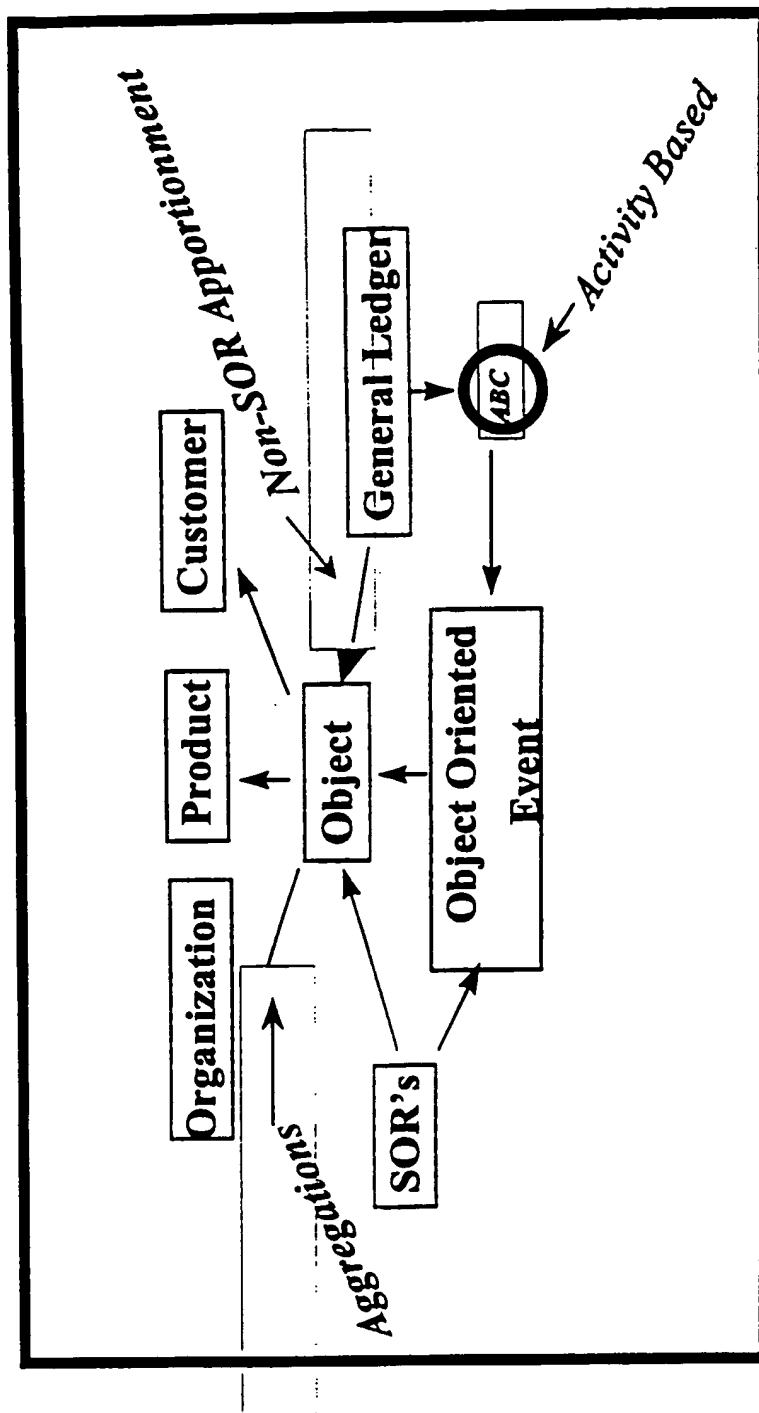 Organization
Product
Customer
Non-SOR Apportionment
Aggregations
Object
General Ledger
SOR's
Object Oriented
Event
ABC
Activity Based